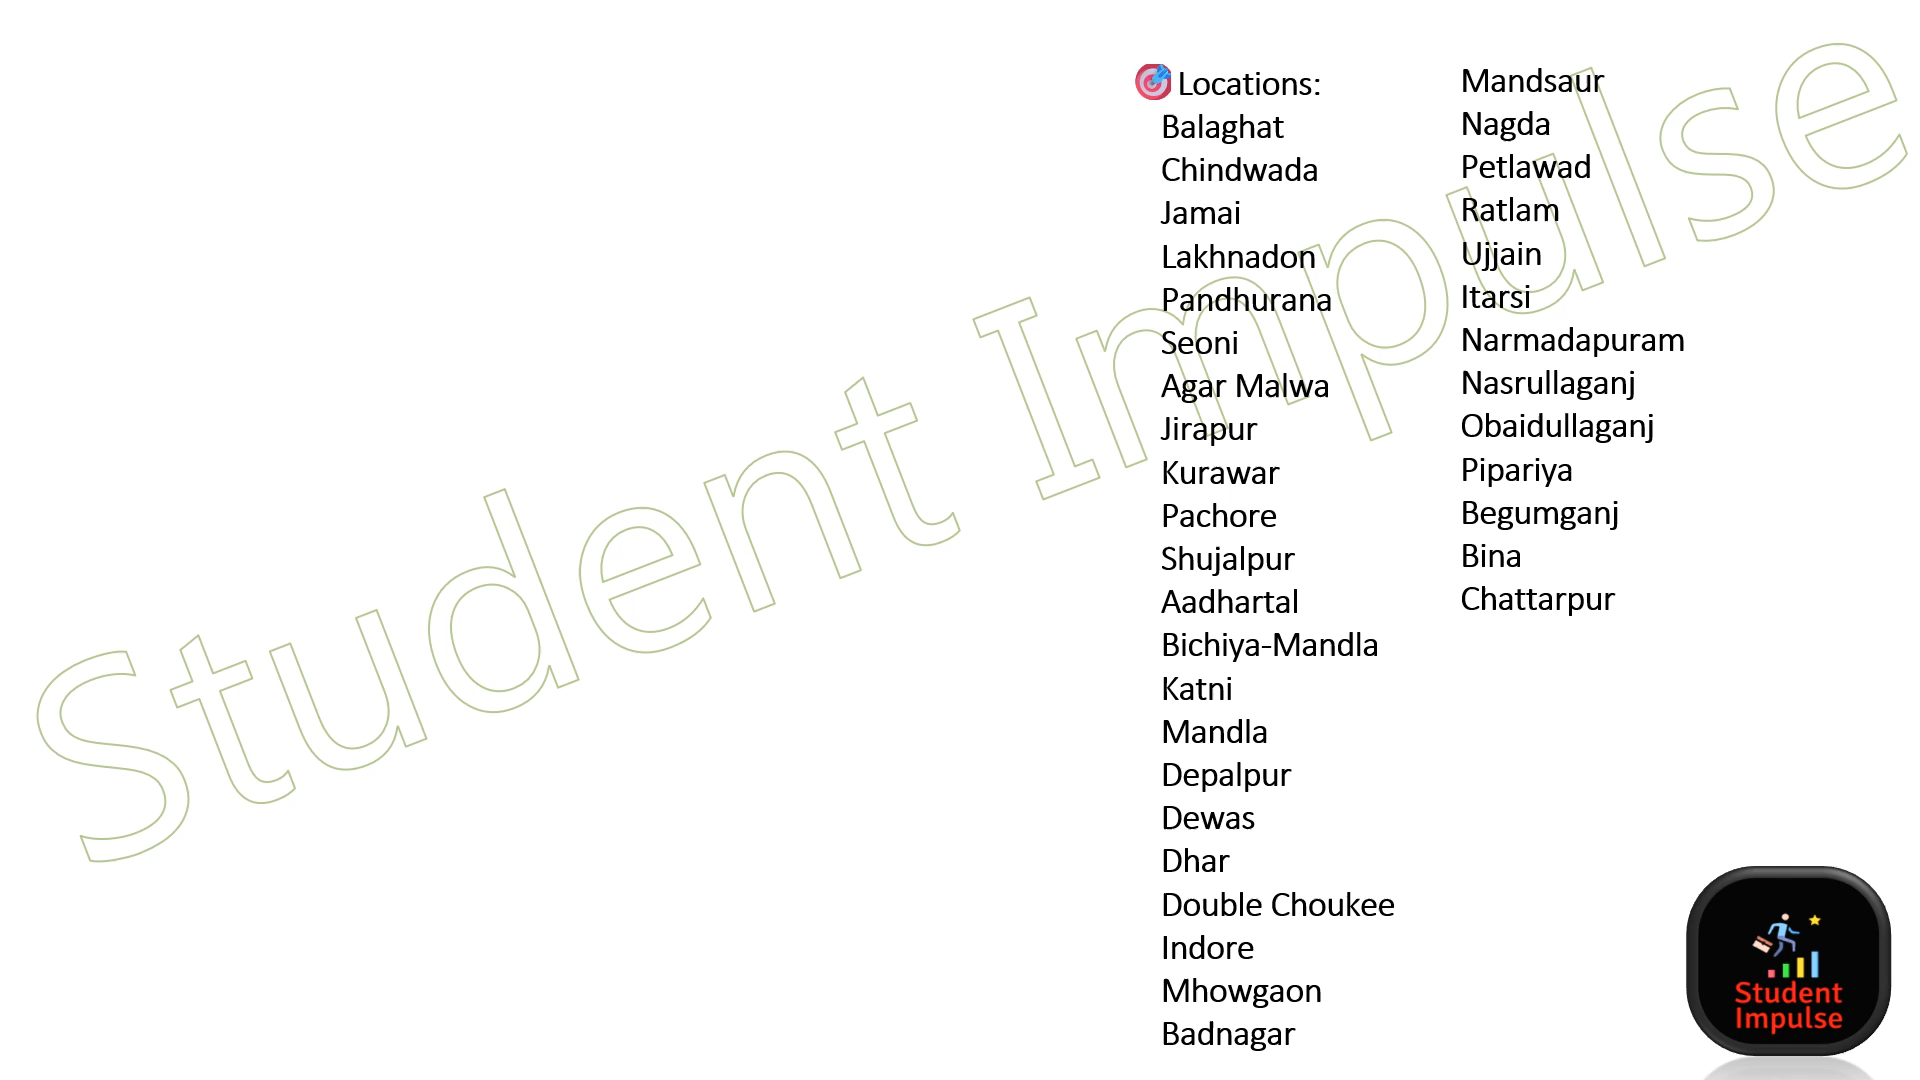 Locations:
Balaghat
Chindwada
Jamai
Lakhnadon
Pandhurana
Seoni
Agar Malwa
Jirapur
Kurawar
Pachore
Shujalpur
Aadhartal
Bichiya-Mandla
Katni
Mandla
Depalpur
Dewas
Dhar
Double Choukee
Indore
Mhowgaon
Badnagar
Mandsaur
Nagda
Petlawad
Ratlam
Ujjain
Itarsi
Narmadapuram
Nasrullaganj
Obaidullaganj
Pipariya
Begumganj
Bina
Chattarpur
Student Impulse
Student
Impulse